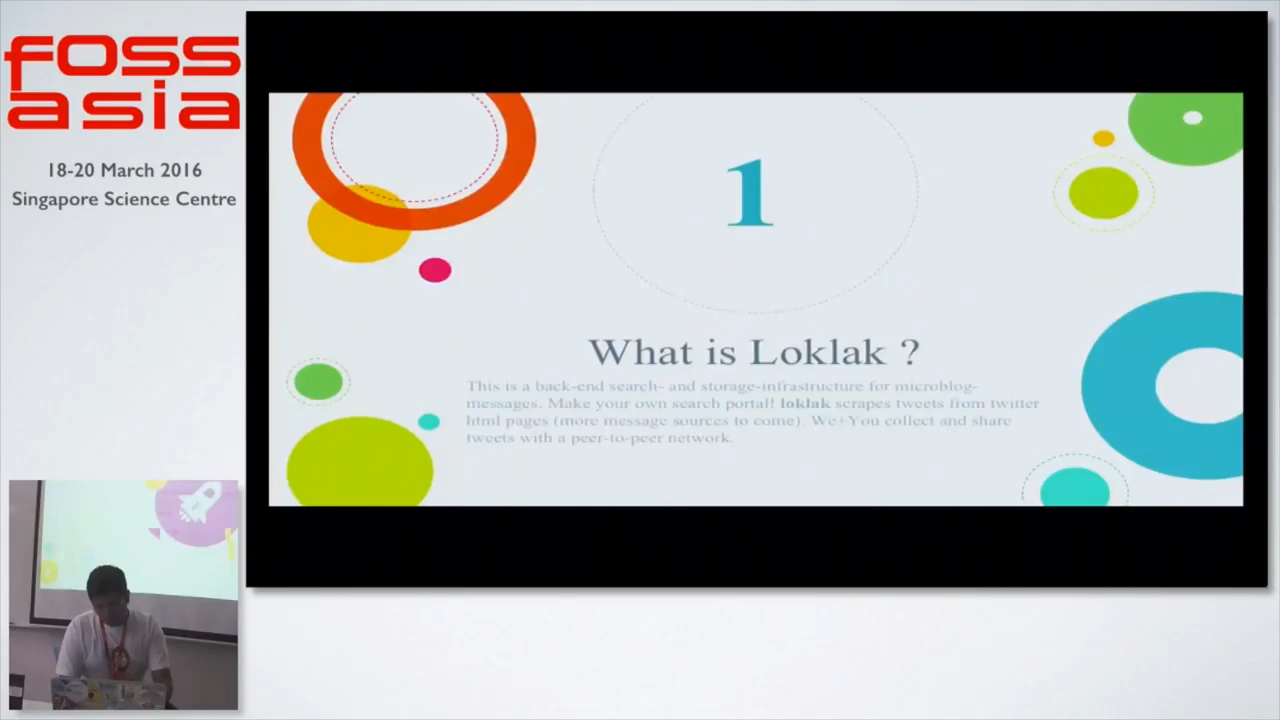 fOSS
asia
18-20 March 2016
Singapore Science Centre
1
What is Loklak ?
This is a back-end search- and storage-infrastructure for microblog-
messages. Make your own search portal! loklak scrapes tweets from twitter
html pages (more message sources to come). We+You collect and share
tweets with a peer-to-peer network.